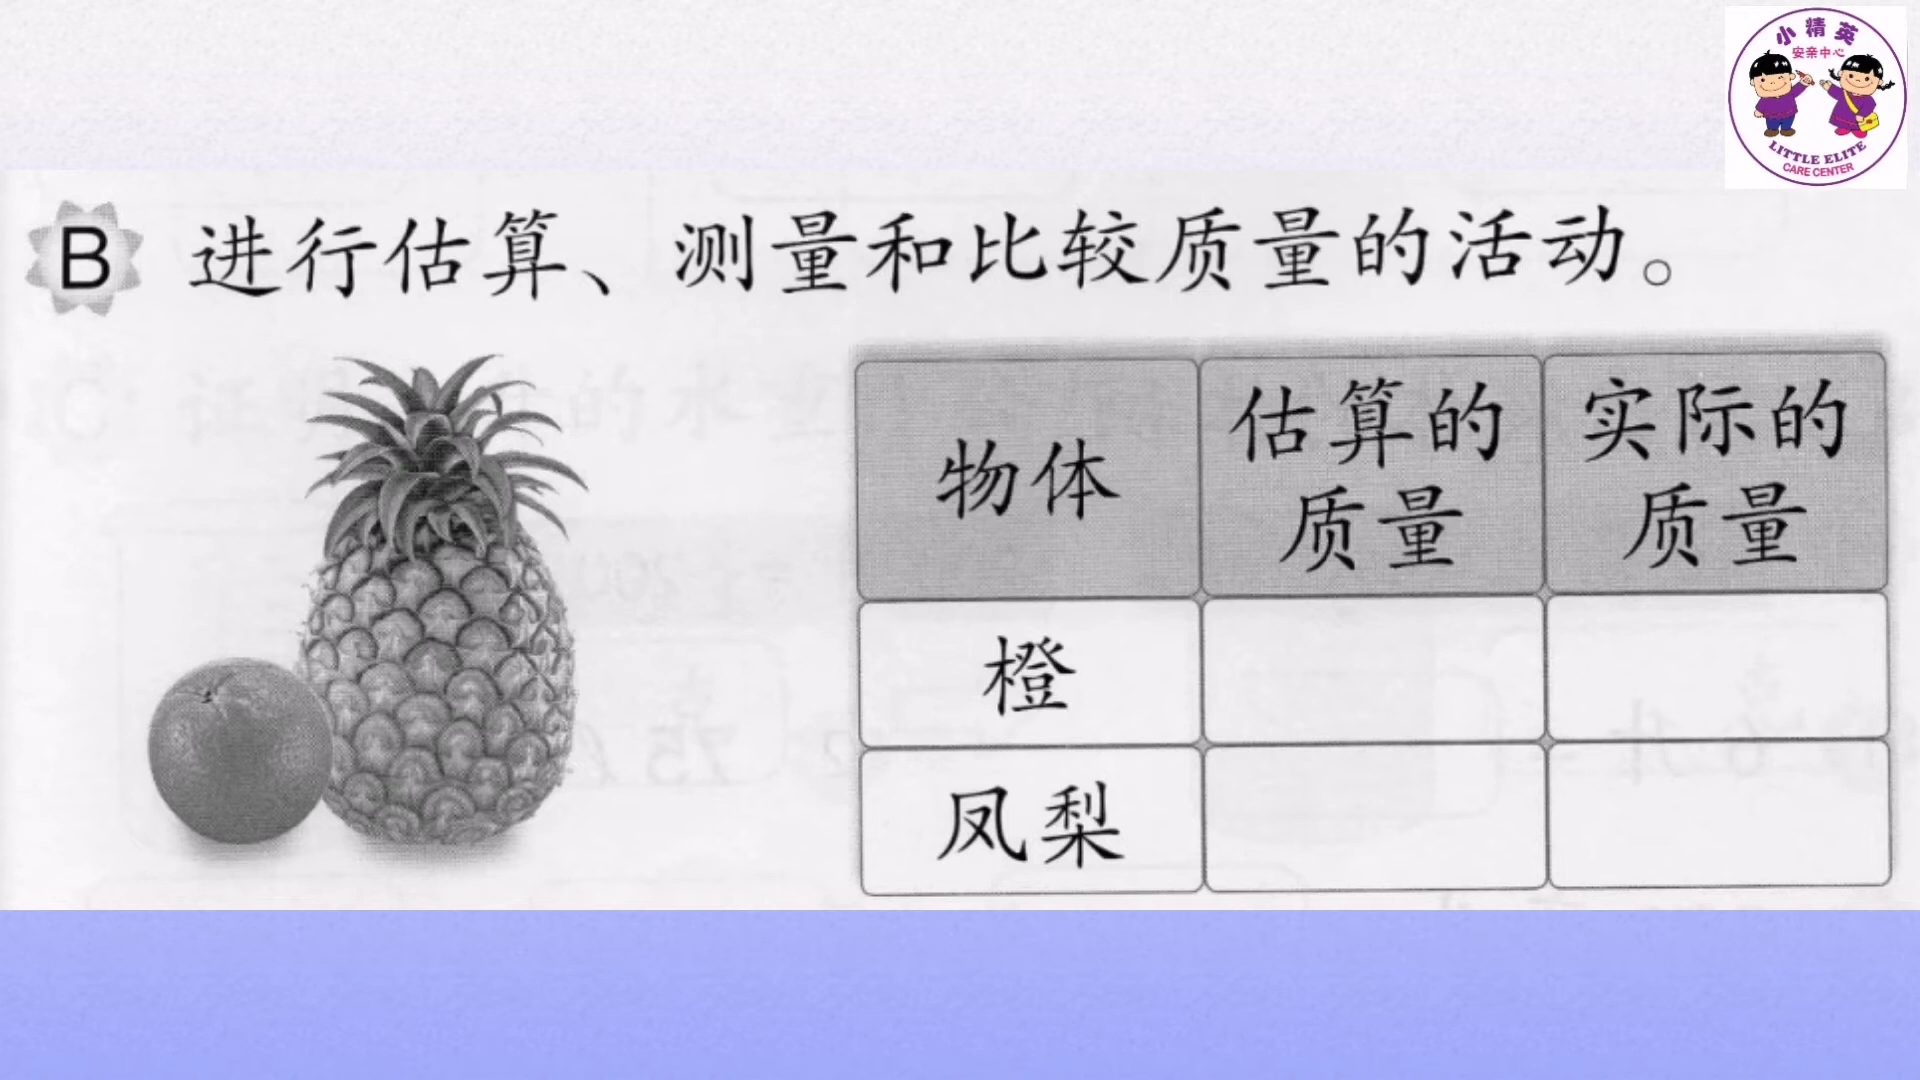 小精英
安亲中心
LITTLE ELITE
CARE CENTER
B 进行估算、测量和比较质量的活动。
物体 估算的质量 实际的质量
橙
凤梨